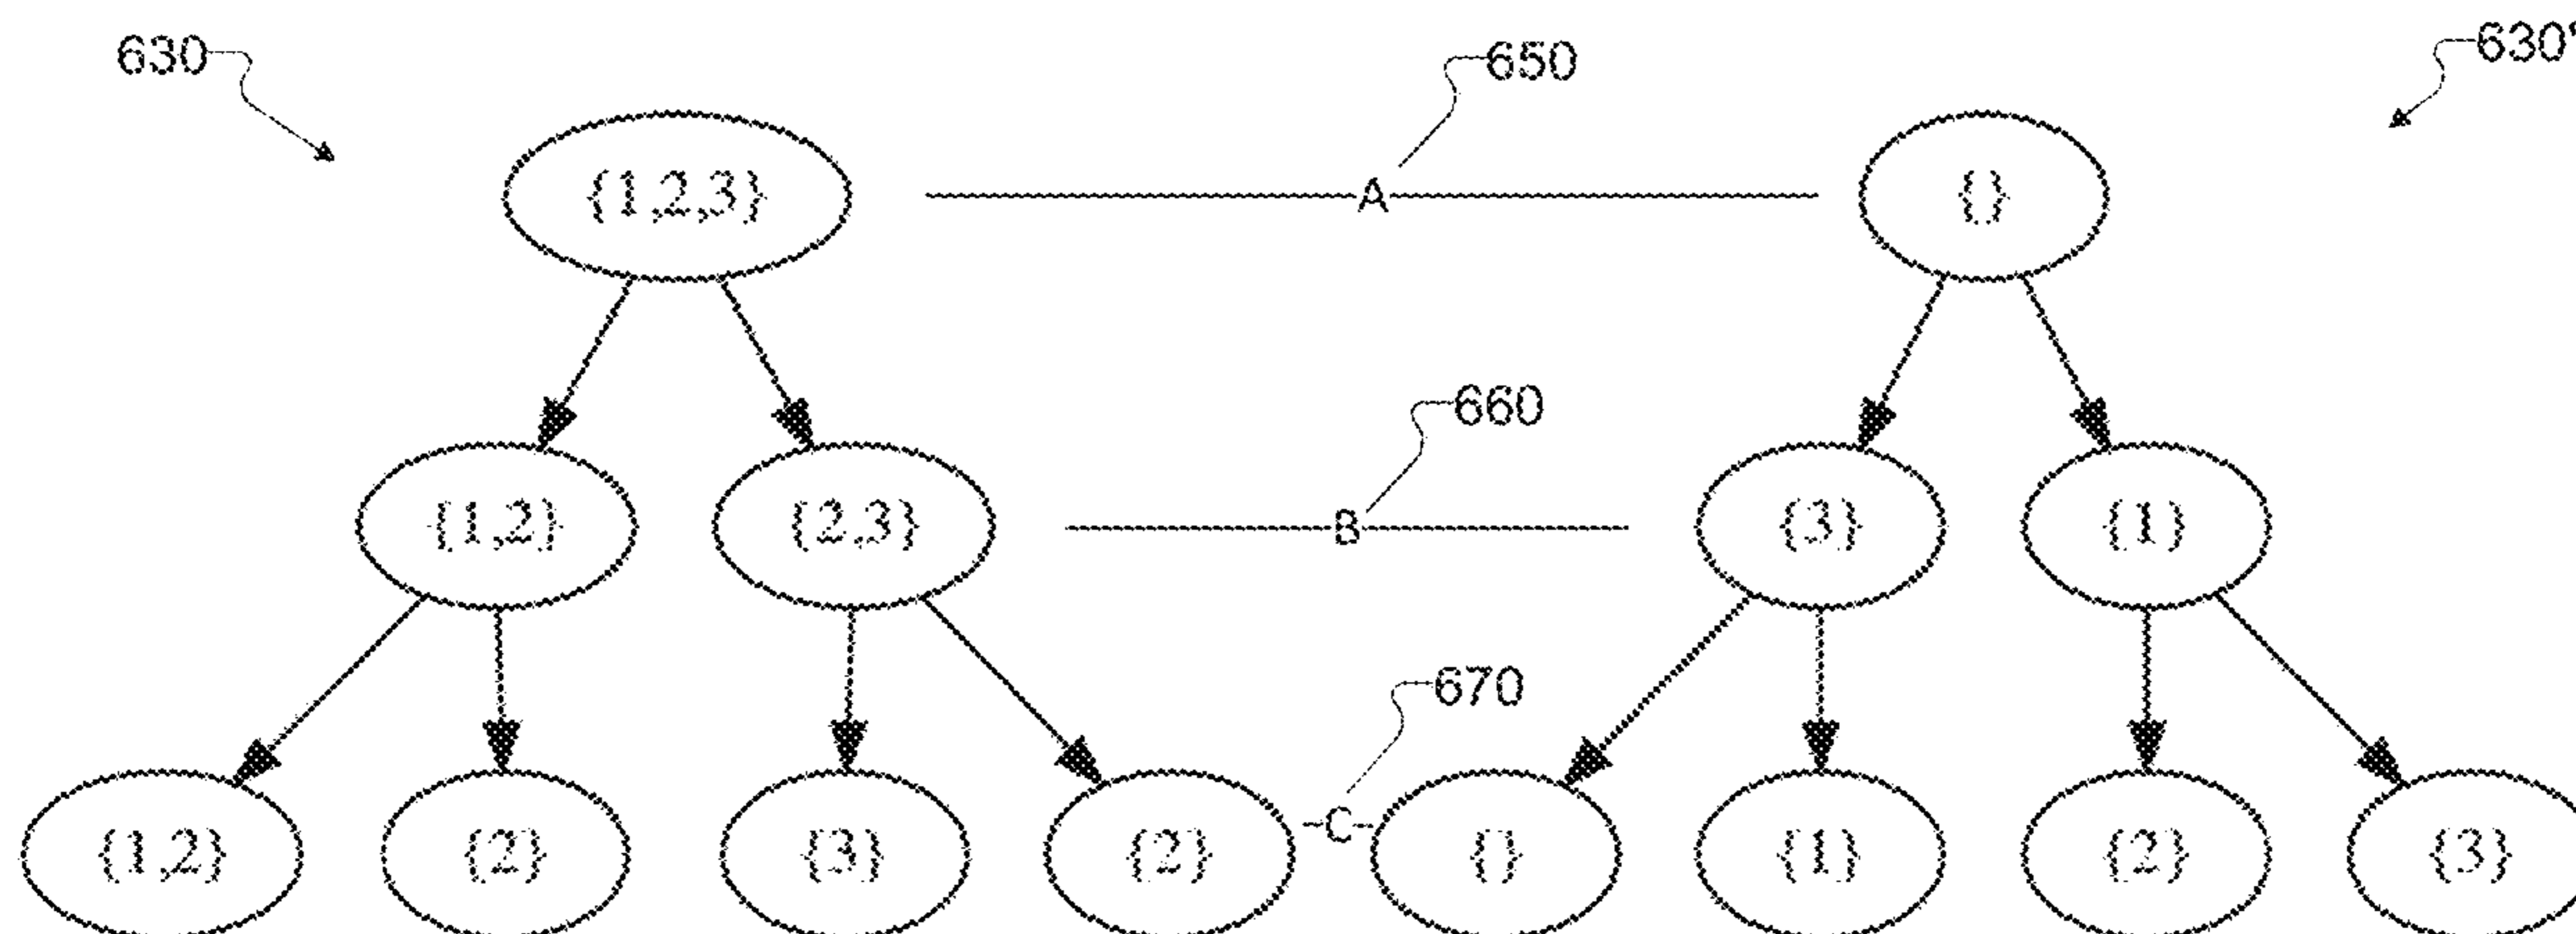 630 650 630'
{1,2,3} A {}
660
{1,2} {2,3} B {3} {1}
670
{1,2} {2} {3} {2} C {} {1} {2} {3}